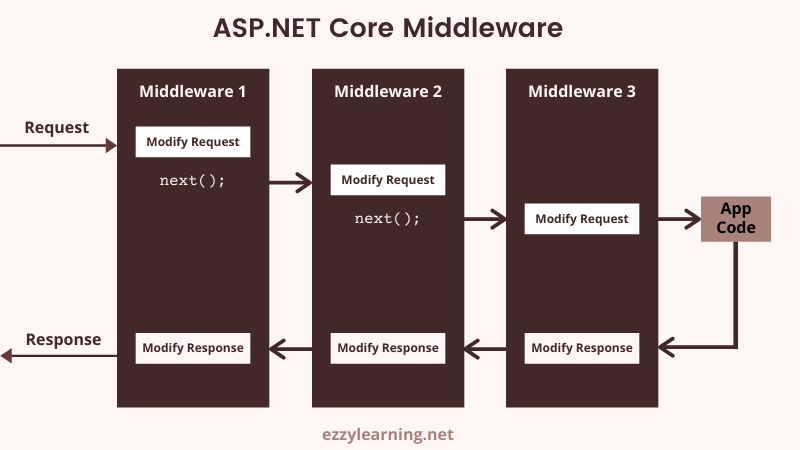 ASP.NET Core Middleware
Middleware 1
Middleware 2
Middleware 3
Request
Modify Request
next();
Modify Request
next();
Modify Request
App
Code
Response
Modify Response
Modify Response
Modify Response
ezzylearning.net